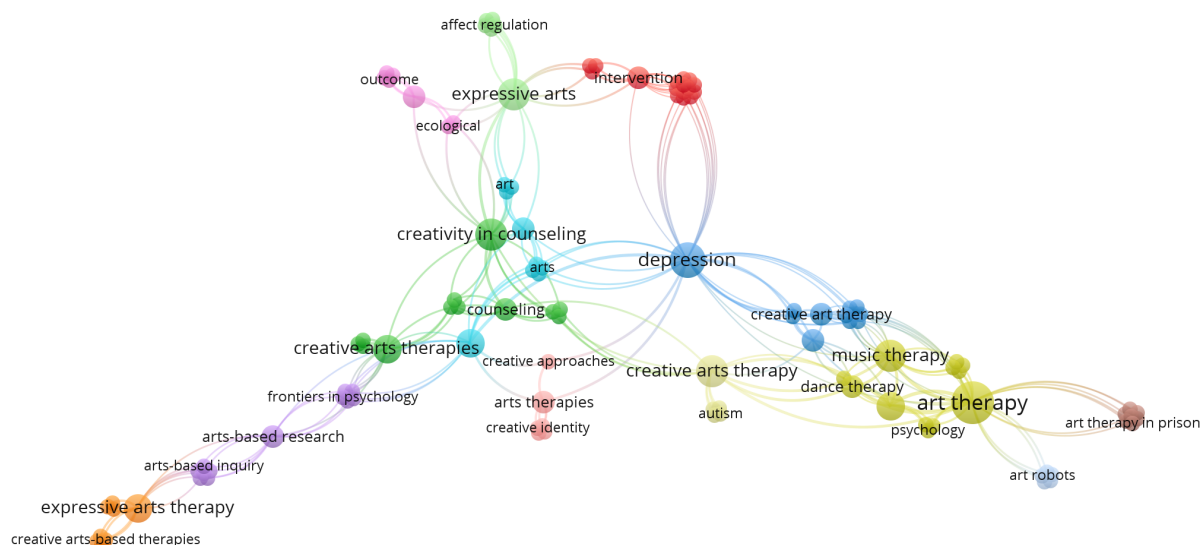 affect regulation
outcome
intervention
expressive arts
ecological
art
creativity in counseling
depression
arts
counseling
creative art therapy
creative arts therapies
music therapy
creative approaches
creative arts therapy
dance therapy
frontiers in psychology
arts therapies
art therapy
autism
art therapy in prison
creative identity
psychology
arts-based research
arts-based inquiry
art robots
expressive arts therapy
creative arts-based therapies